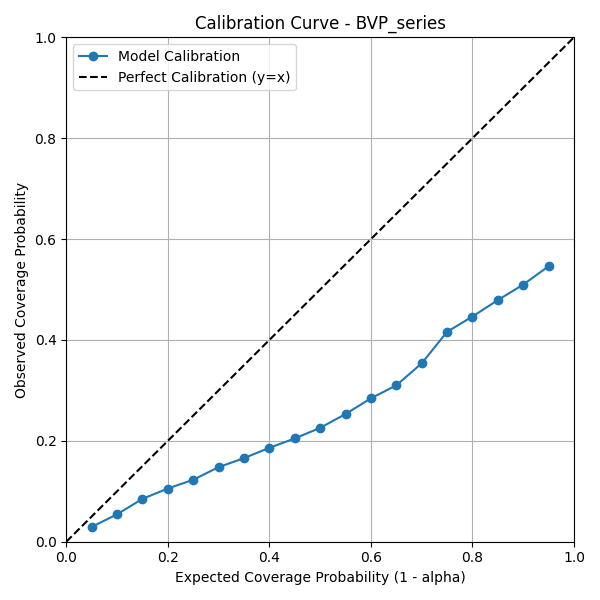 Calibration Curve - BVP_series
Model Calibration
Perfect Calibration (y=x)
Observed Coverage Probability
1.0
0.8
0.6
0.4
0.2
0.0
0.0 0.2 0.4 0.6 0.8 1.0
Expected Coverage Probability (1 - alpha)